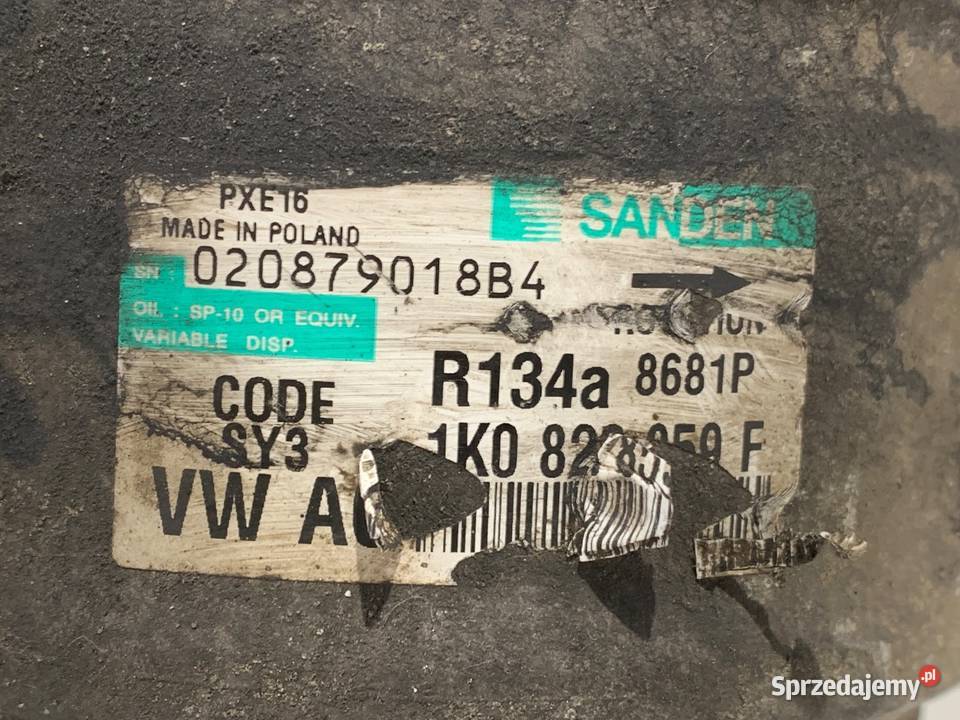 PXE16
SANDEN
MADE IN POLAND
SN : 020879018B4
OIL : SP-10 OR EQUIV.
VARIABLE DISP.
R134a 8681P
CODE
SY3
1K0 F
VW
Sprzedajemy.pl